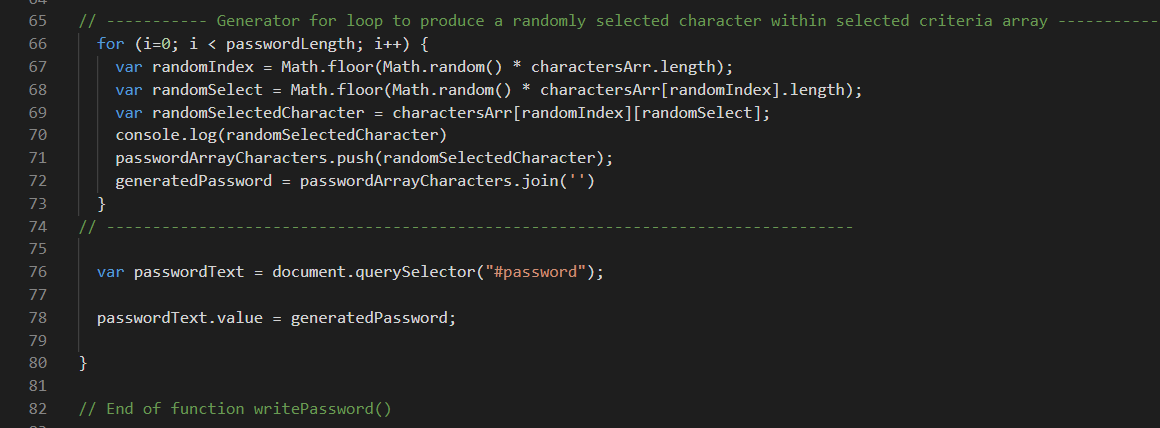 65 // ----------- Generator for loop to produce a randomly selected character within selected criteria array -----------
66 for (i=0; i < passwordLength; i++) {
67 var randomIndex = Math.floor(Math.random() * charactersArr.length);
68 var randomSelect = Math.floor(Math.random() * charactersArr[randomIndex].length);
69 var randomSelectedCharacter = charactersArr[randomIndex][randomSelect];
70 console.log(randomSelectedCharacter)
71 passwordArrayCharacters.push(randomSelectedCharacter);
72 generatedPassword = passwordArrayCharacters.join('')
73 }
74 // ---------------------------------------------------------------------------------
75
76 var passwordText = document.querySelector("#password");
77
78 passwordText.value = generatedPassword;
79
80 }
81
82 // End of function writePassword()